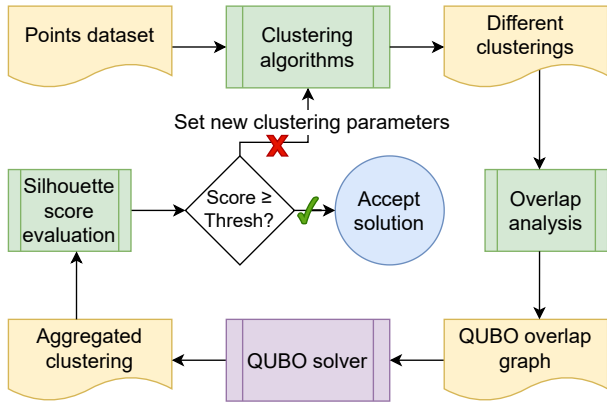 Points dataset
Clustering
algorithms
Different
clusterings
Set new clustering parameters
Silhouette
score
evaluation
Score ≥
Thresh?
Accept
solution
Overlap
analysis
Aggregated
clustering
QUBO solver
QUBO overlap
graph